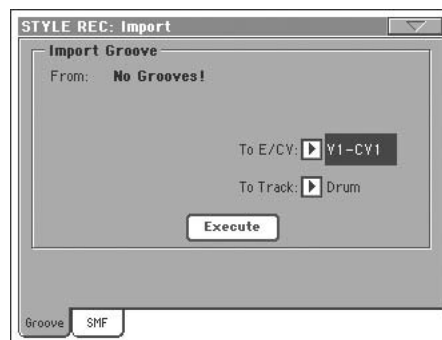 STYLE REC: Import
Import Groove
From: No Grooves!
To E/CV: V1-CV1
To Track: Drum
Execute
Groove SMF